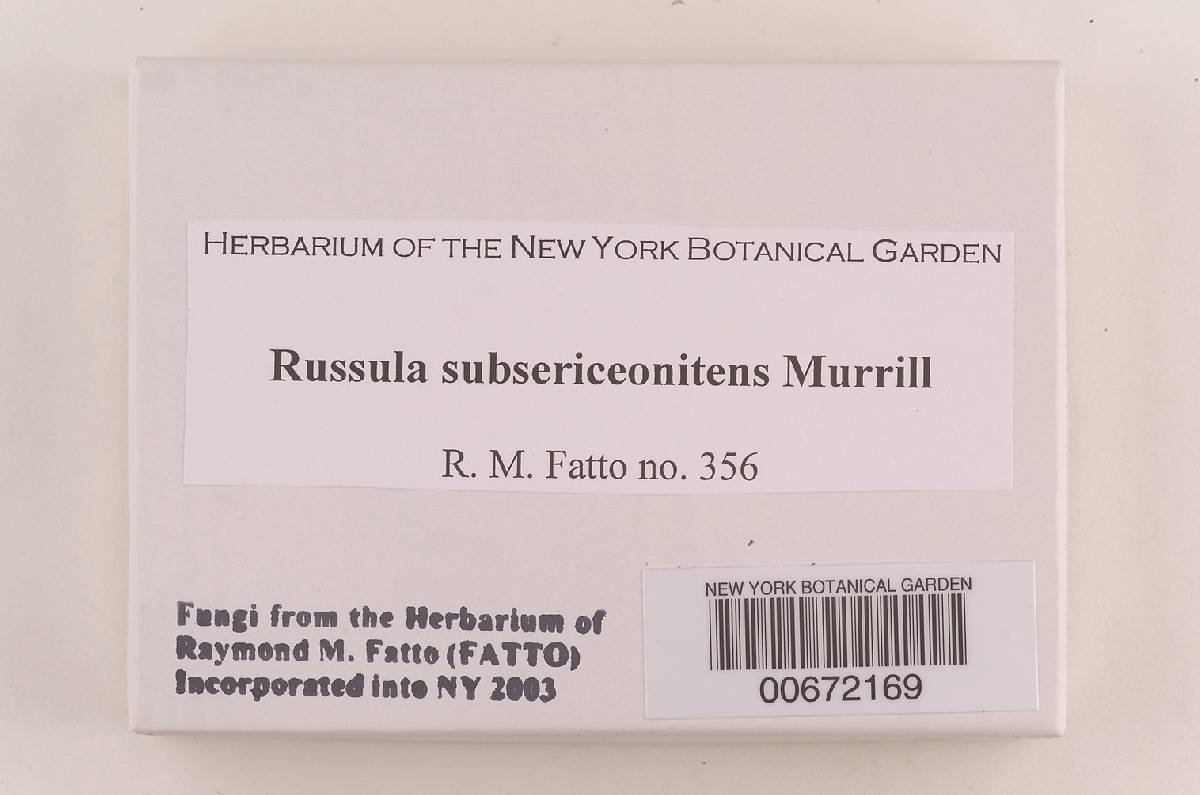 HERBARIUM OF THE NEW YORK BOTANICAL GARDEN
Russula subsericeonitens Murrill
R. M. Fatto no. 356
Fungi from the Herbarium of
Raymond M. Fatto (FATTO)
Incorporated into NY 2003
NEW YORK BOTANICAL GARDEN
00672169